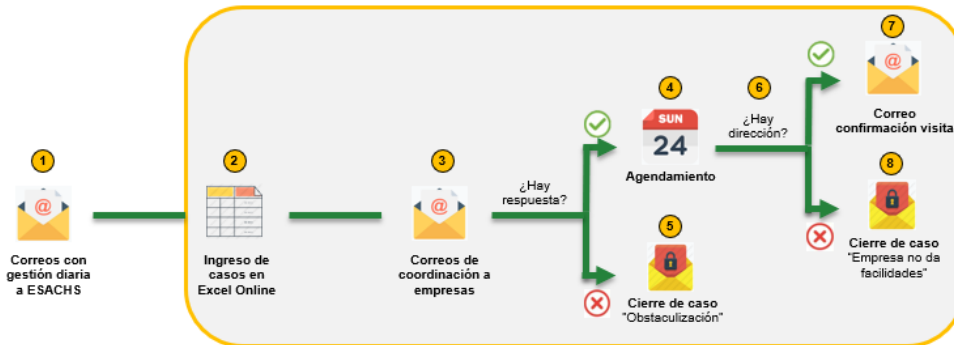 1
@
Correos con
gestión diaria
a ESACHS
2
Ingreso de
casos en
Excel Online
3
@
Correos de
coordinación a
empresas
¿Hay
respuesta?
4
SUN
24
Agendamiento
5
Cierre de caso
"Obstaculización"
6
¿Hay
dirección?
7
@
Correo
confirmación visita
8
Cierre de caso
"Empresa no da
facilidades"